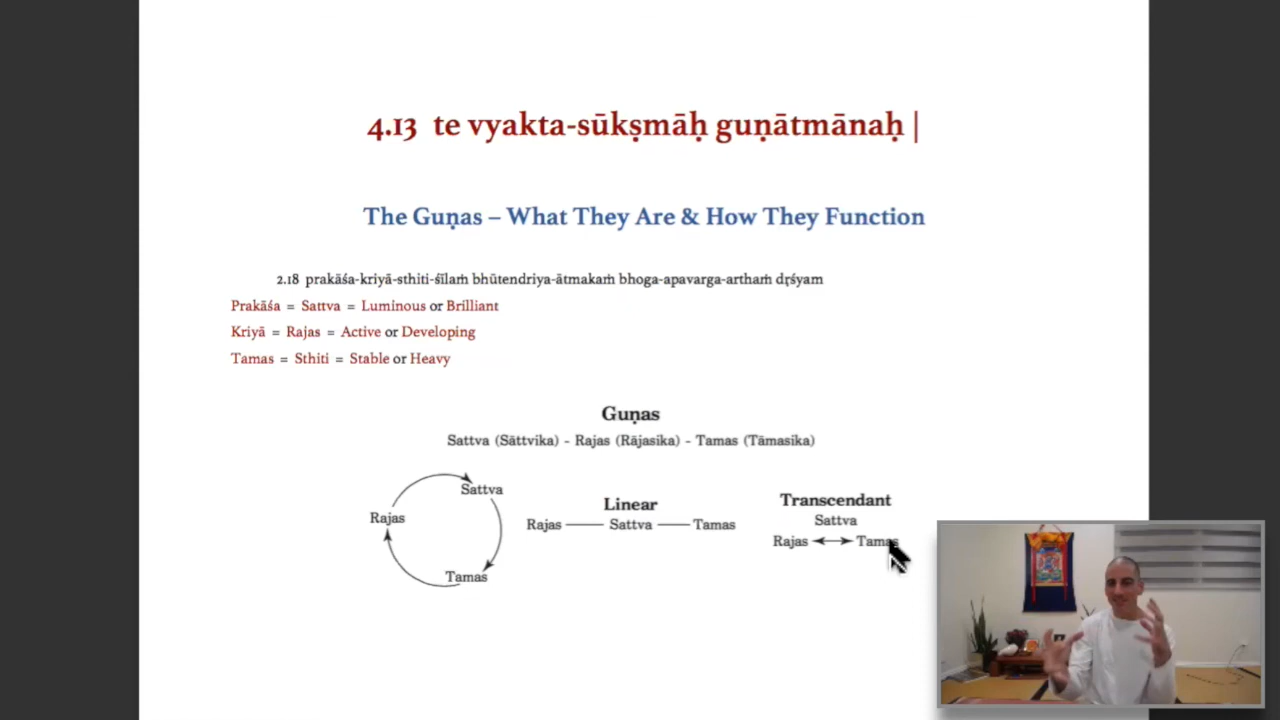 4.13 te vyakta-sūkṣmāḥ guṇātmānaḥ |
The Guṇas – What They Are & How They Function
2.18 prakāśa-kriyā-sthiti-śīlaṁ bhūtendriya-ātmakaṁ bhoga-apavarga-arthaṁ dṛśyam
Prakāśa = Sattva = Luminous or Brilliant
Kriyā = Rajas = Active or Developing
Tamas = Sthiti = Stable or Heavy
Guṇas
Sattva (Sāttvika) - Rajas (Rājasika) - Tamas (Tāmasika)
Sattva
Rajas
Tamas
Linear
Rajas Sattva Tamas
Transcendant
Sattva
Rajas Tamas